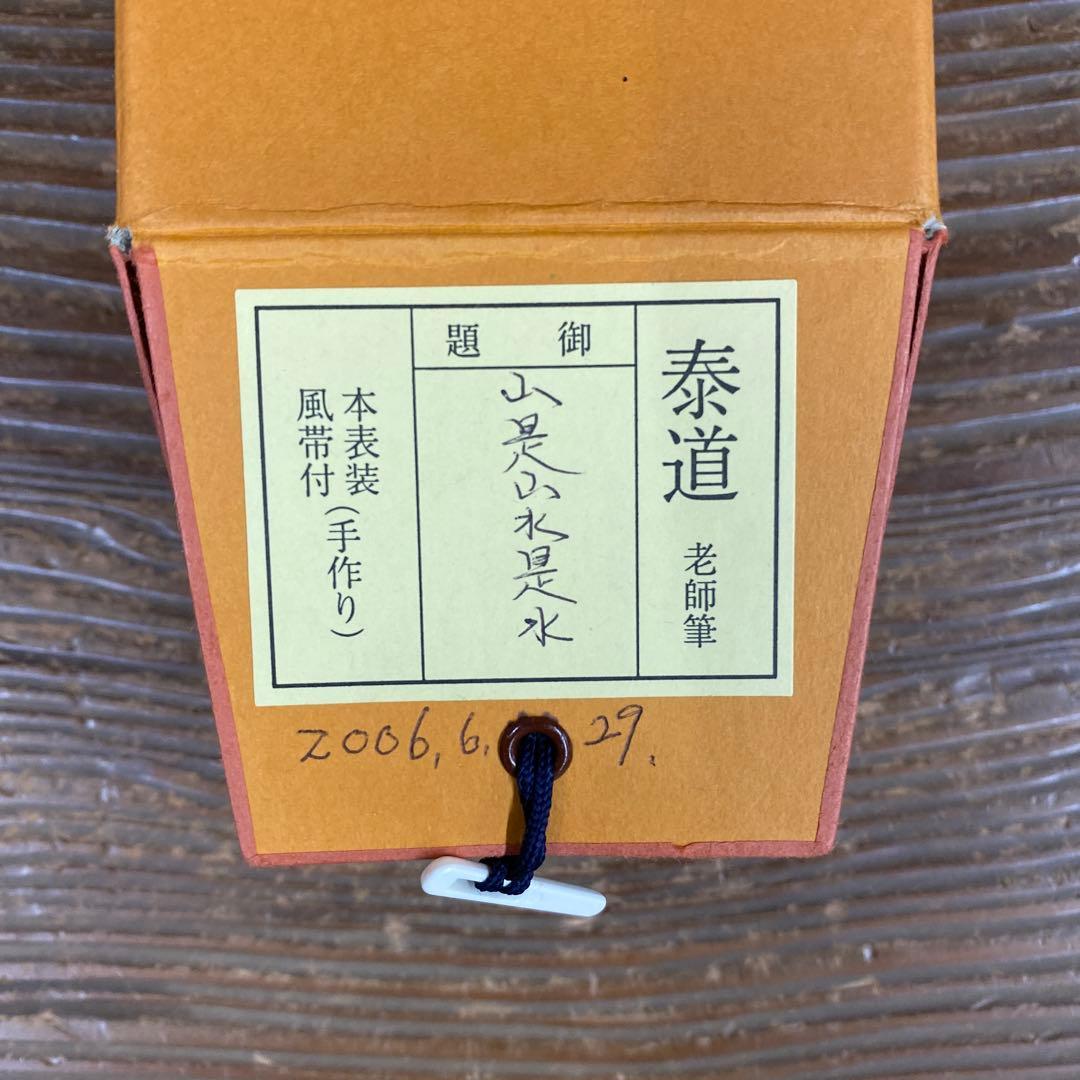 泰道 老師筆
御題
山是山水是水
本表装(手作り)
風帯付
2006.6.29.